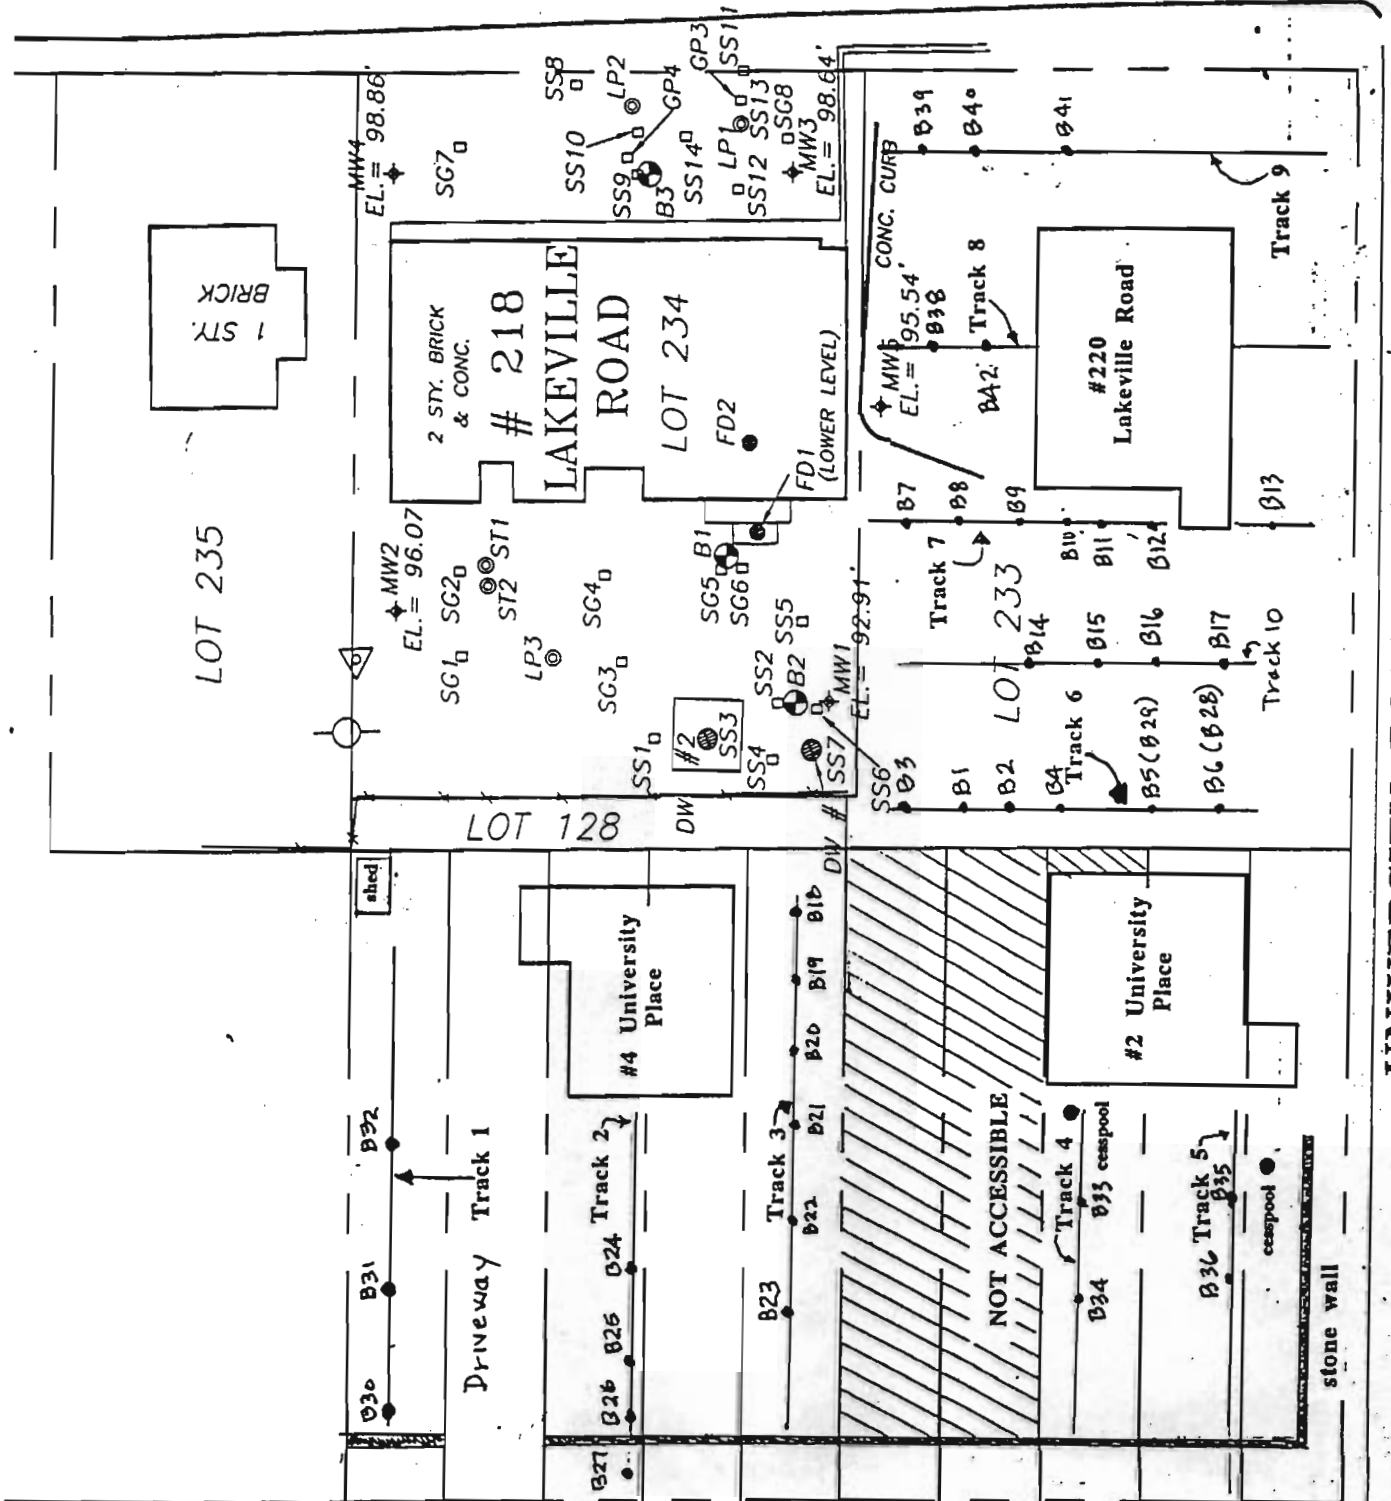 MW4
EL.= 98.86'
SG7
SS8
LP2
GP4
SS10
SS9
B3
SS14
GP3
SS11
LP1
SS13
SG8
SS12
MW3
EL.= 98.64'
1 STY.
BRICK
LOT 235
2 STY. BRICK
& CONC.
# 218
LAKEVILLE
ROAD
LOT 234
FD2
FD1
(LOWER LEVEL)
MW2
EL.= 96.07
SG2
SG1
ST1
ST2
LP3
SG4
SG3
B1
SG5
SG6
SS5
SS2
B2
MW1
EL.= 92.91'
SS1
#2
SS3
SS4
SS7
SS6
DW
DW #
LOT 128
CONC. CURB
MW5
EL.= 95.54'
B38
B42
Track 8
B39
B40
B41
Track 9
#220
Lakeville Road
B7
B8
B9
B10
B11
B12
B13
Track 7
LOT 233
B14
B15
B16
B17
Track 10
B3
B1
B2
B4
Track 6
B5(B29)
B6(B28)
shed
#4 University
Place
B32
B31
B30
Track 1
Driveway
Track 2
B24
B25
B26
B27
B18
B19
B20
B21
Track 3
B22
B23
NOT ACCESSIBLE
#2 University
Place
Track 4
B33
cesspool
B34
Track 5
B35
B36
cesspool
stone wall